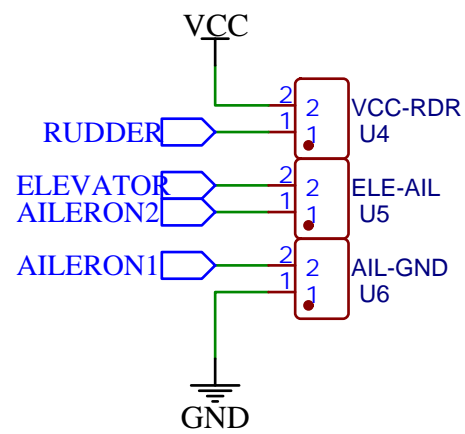 VCC
2 2 VCC-RDR
RUDDER 1 1 U4
ELEVATOR 2 2 ELE-AIL
AILERON2 1 1 U5
AILERON1 2 2 AIL-GND
1 1 U6
GND